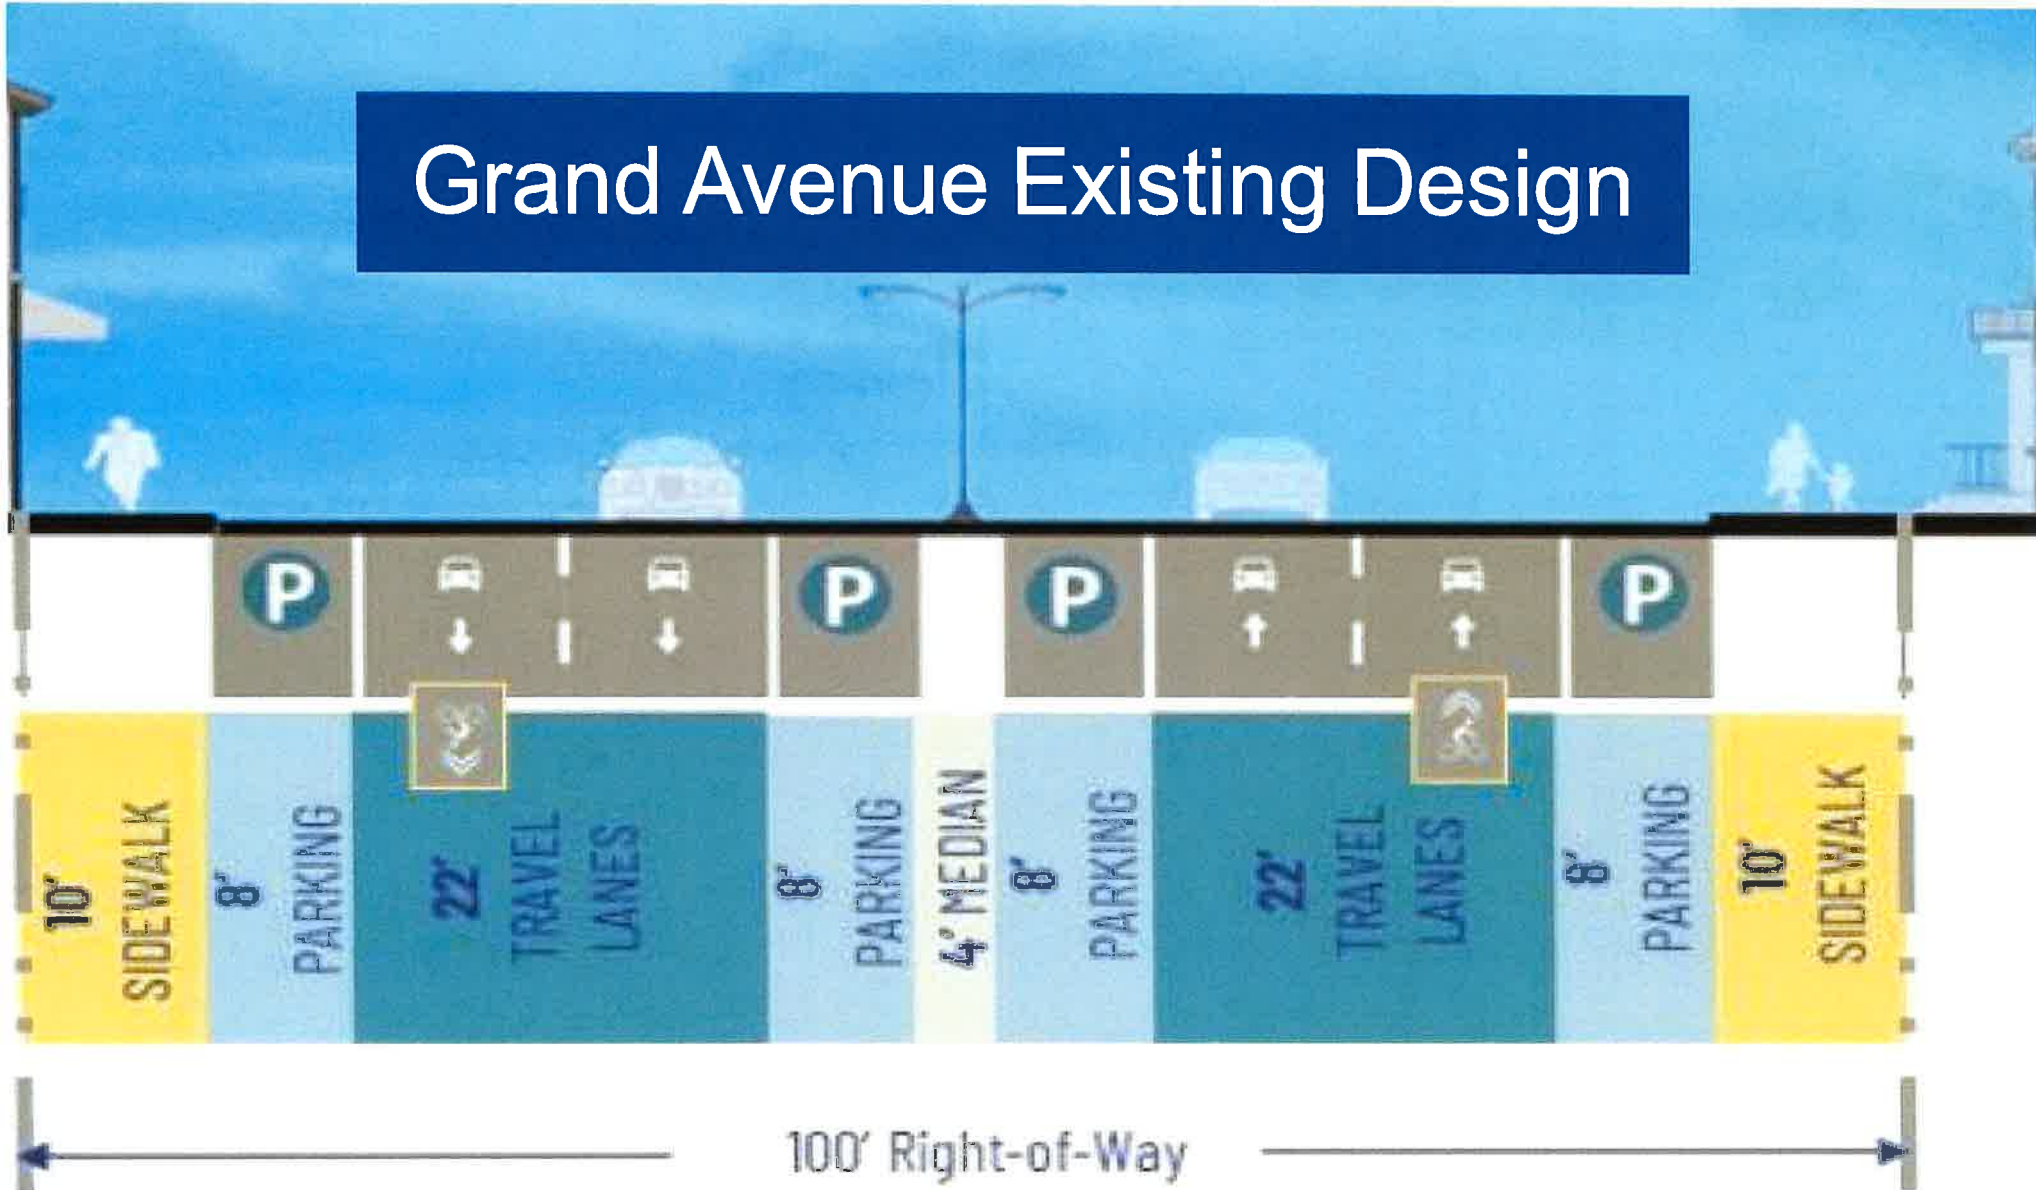 Grand Avenue Existing Design
P
P
P
P
10'
SIDEWALK
8'
PARKING
22'
TRAVEL
LANES
8'
PARKING
4' MEDIAN
8'
PARKING
22'
TRAVEL
LANES
8'
PARKING
10'
SIDEWALK
100' Right-of-Way